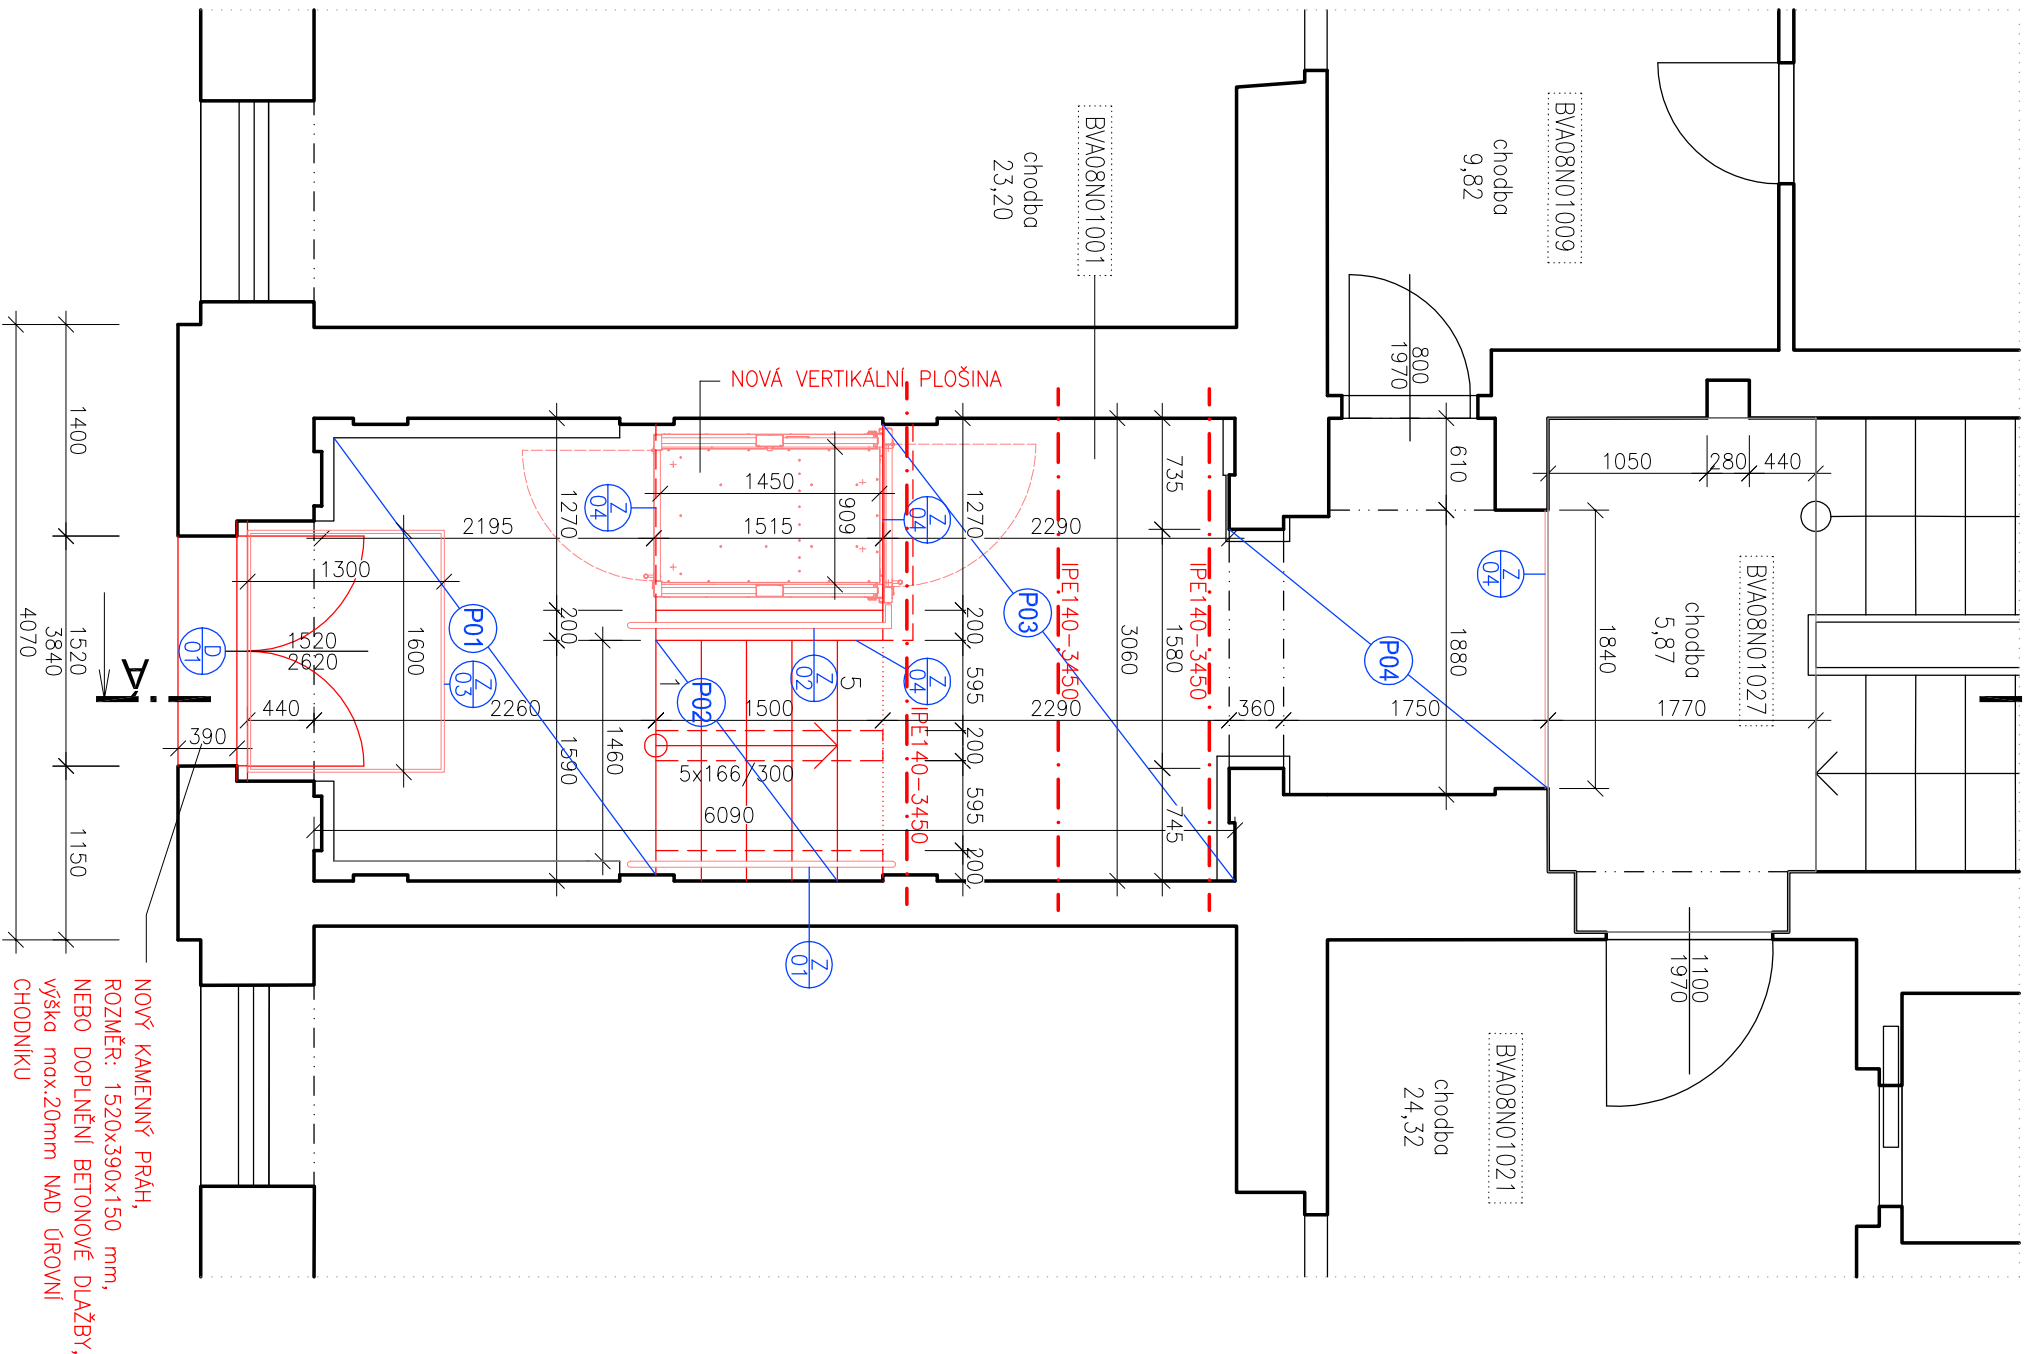 BVA08N01001
chodba
23,20
BVA08N01009
chodba
9,82
800
1970
NOVÁ VERTIKÁLNÍ PLOŠINA
1400
1520
1150
3840
4070
610
1050
280
440
735
1450
909
1270
1270
2195
1515
2290
Z
04
Z
04
Z
04
Z
04
1300
1520
2620
1600
D
01
P01
Z
03
200
200
P03
IPE140-3450
IPE140-3450
IPE140-3450
3060
1580
P04
1880
1840
BVA08N01027
chodba
5,87
A
390
440
2260
1500
2290
360
1750
1770
P02
1
5
Z
02
595
200
595
200
1590
1460
5x166/300
6090
745
Z
01
1100
1970
BVA08N01021
chodba
24,32
NOVÝ KAMENNÝ PRÁH,
ROZMĚR: 1520x390x150 mm,
NEBO DOPLNĚNÍ BETONOVÉ DLAŽBY,
výška max.20mm NAD ÚROVNÍ
CHODNÍKU